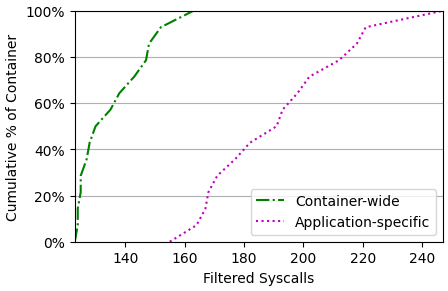 100%
80%
60%
40%
20%
0%
Cumulative % of Container
Container-wide
Application-specific
140 160 180 200 220 240
Filtered Syscalls